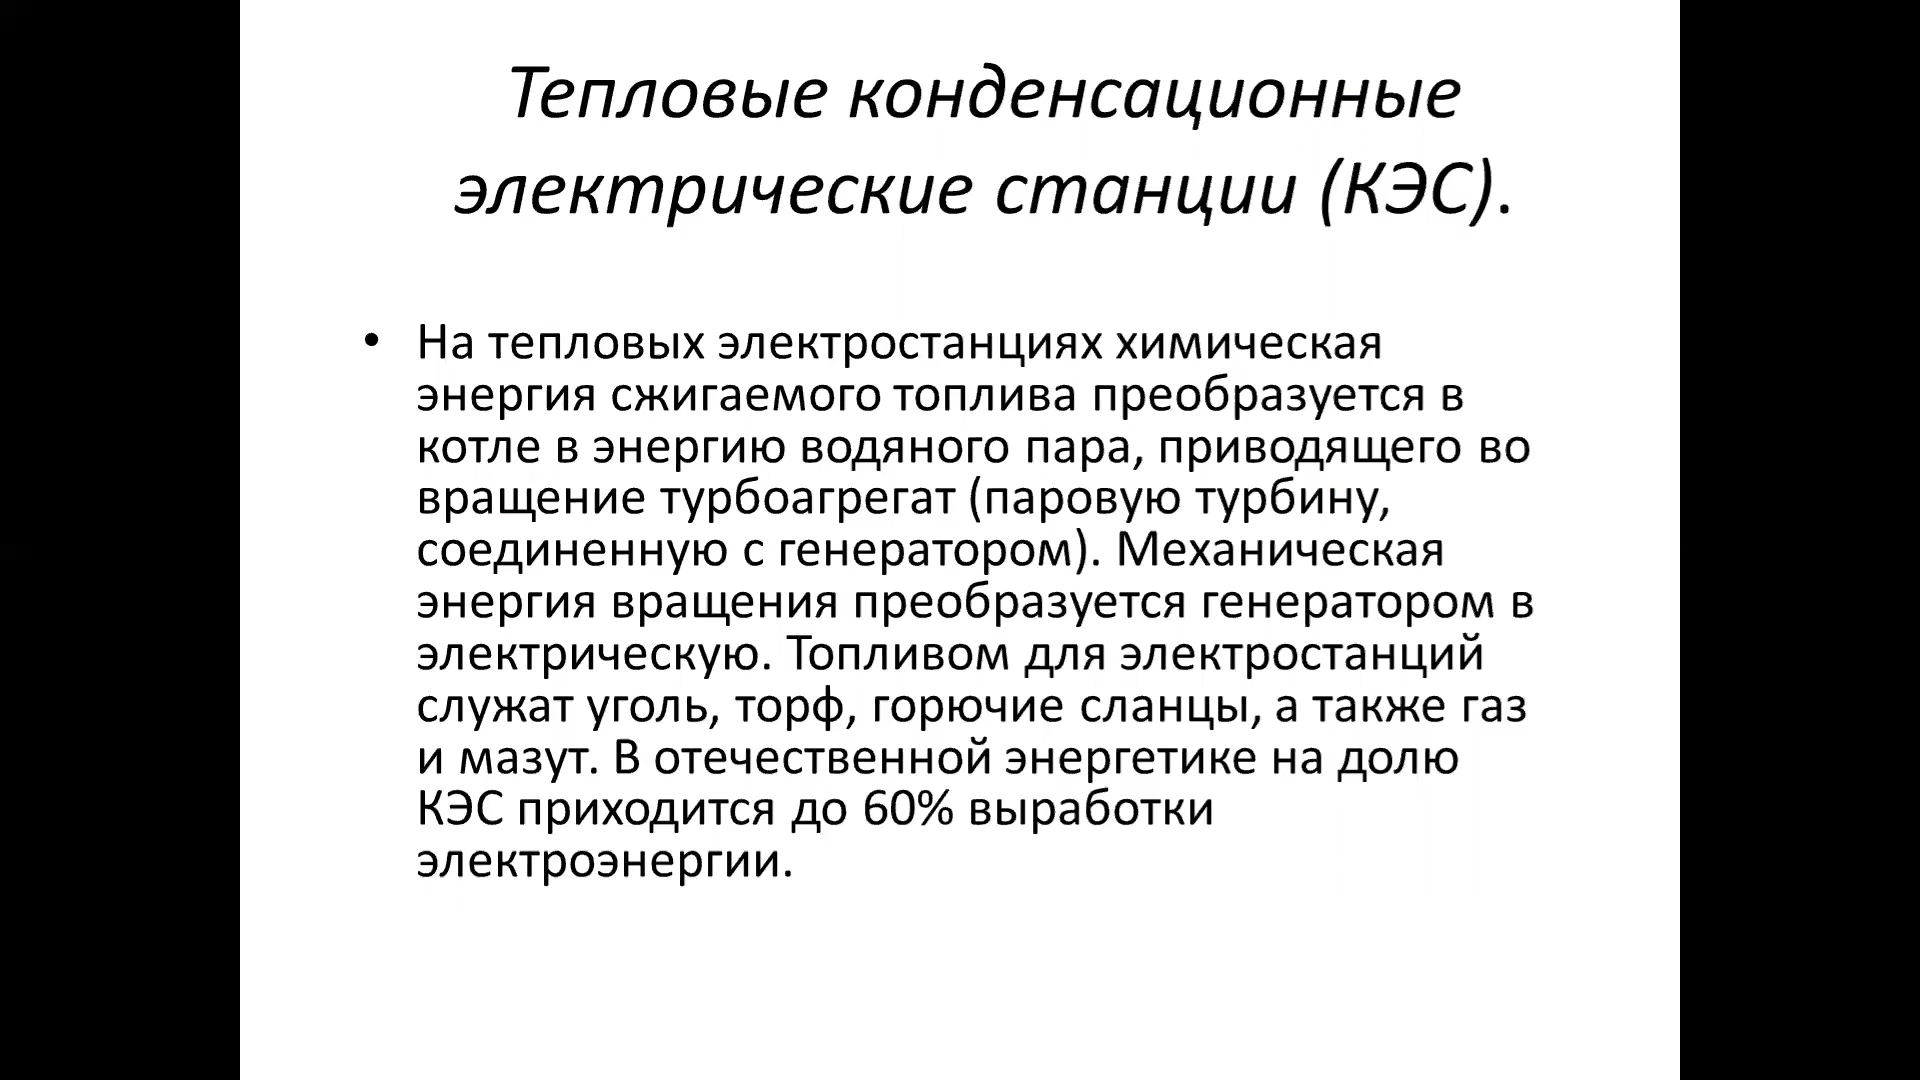 Тепловые конденсационные
электрические станции (КЭС).
• На тепловых электростанциях химическая
энергия сжигаемого топлива преобразуется в
котле в энергию водяного пара, приводящего во
вращение турбоагрегат (паровую турбину,
соединенную с генератором). Механическая
энергия вращения преобразуется генератором в
электрическую. Топливом для электростанций
служат уголь, торф, горючие сланцы, а также газ
и мазут. В отечественной энергетике на долю
КЭС приходится до 60% выработки
электроэнергии.